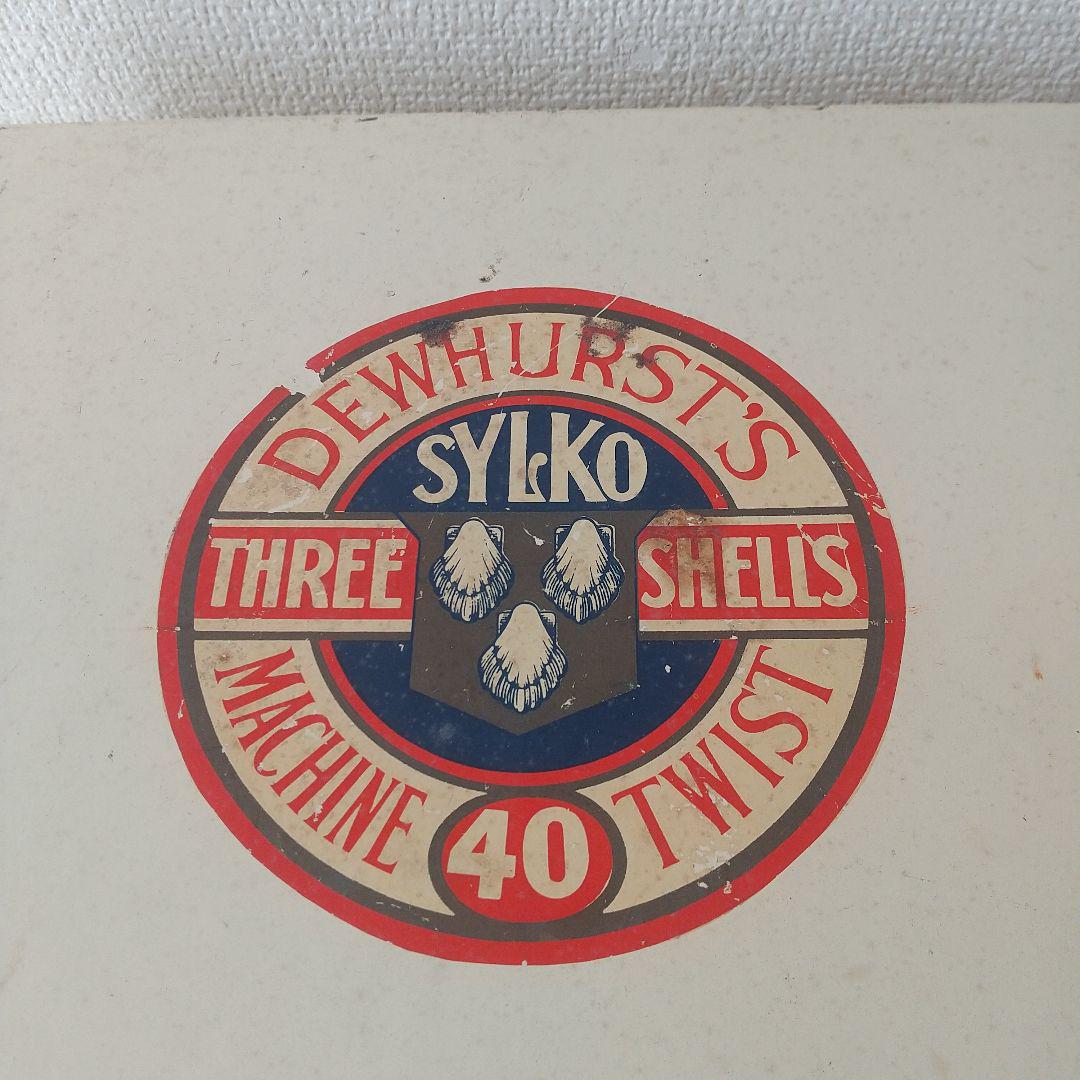 DEWHURST'S
SYLKO
THREE SHELLS
MACHINE TWIST
40